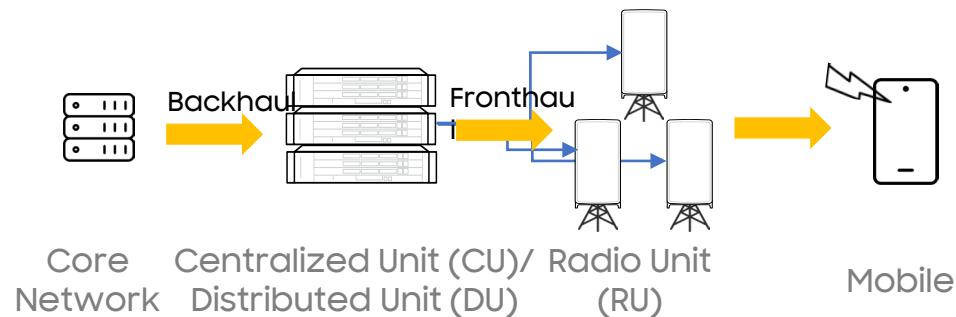 Backhaul
Fronthau
l
Core
Network
Centralized Unit (CU)/
Distributed Unit (DU)
Radio Unit
(RU)
Mobile